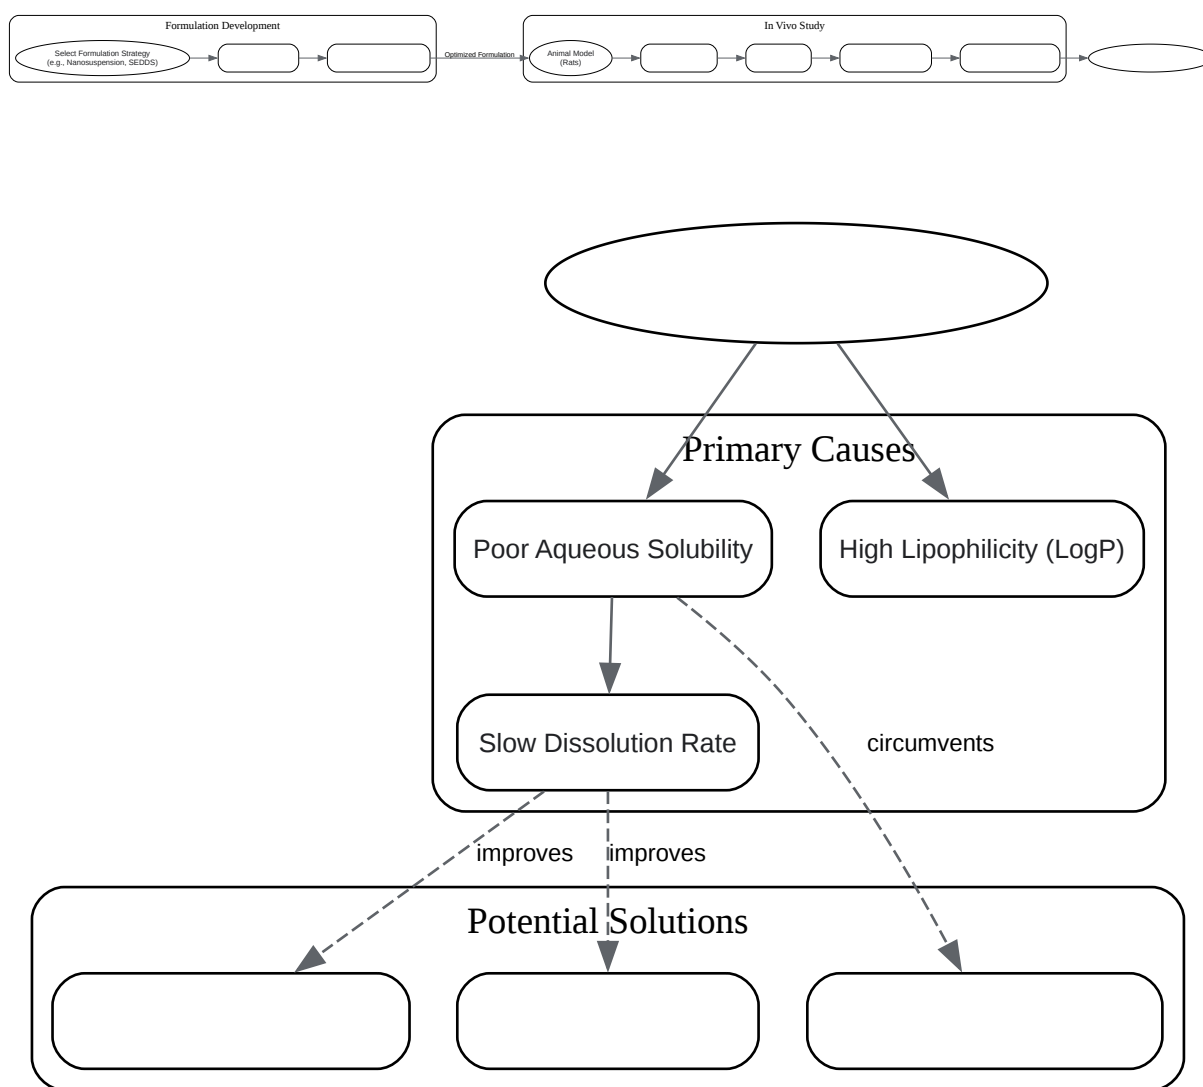 Formulation Development
Select Formulation Strategy
(e.g., Nanosuspension, SEDDS)
Optimized Formulation
In Vivo Study
Animal Model
(Rats)
Primary Causes
Poor Aqueous Solubility
High Lipophilicity (LogP)
Slow Dissolution Rate
circumvents
improves
improves
Potential Solutions